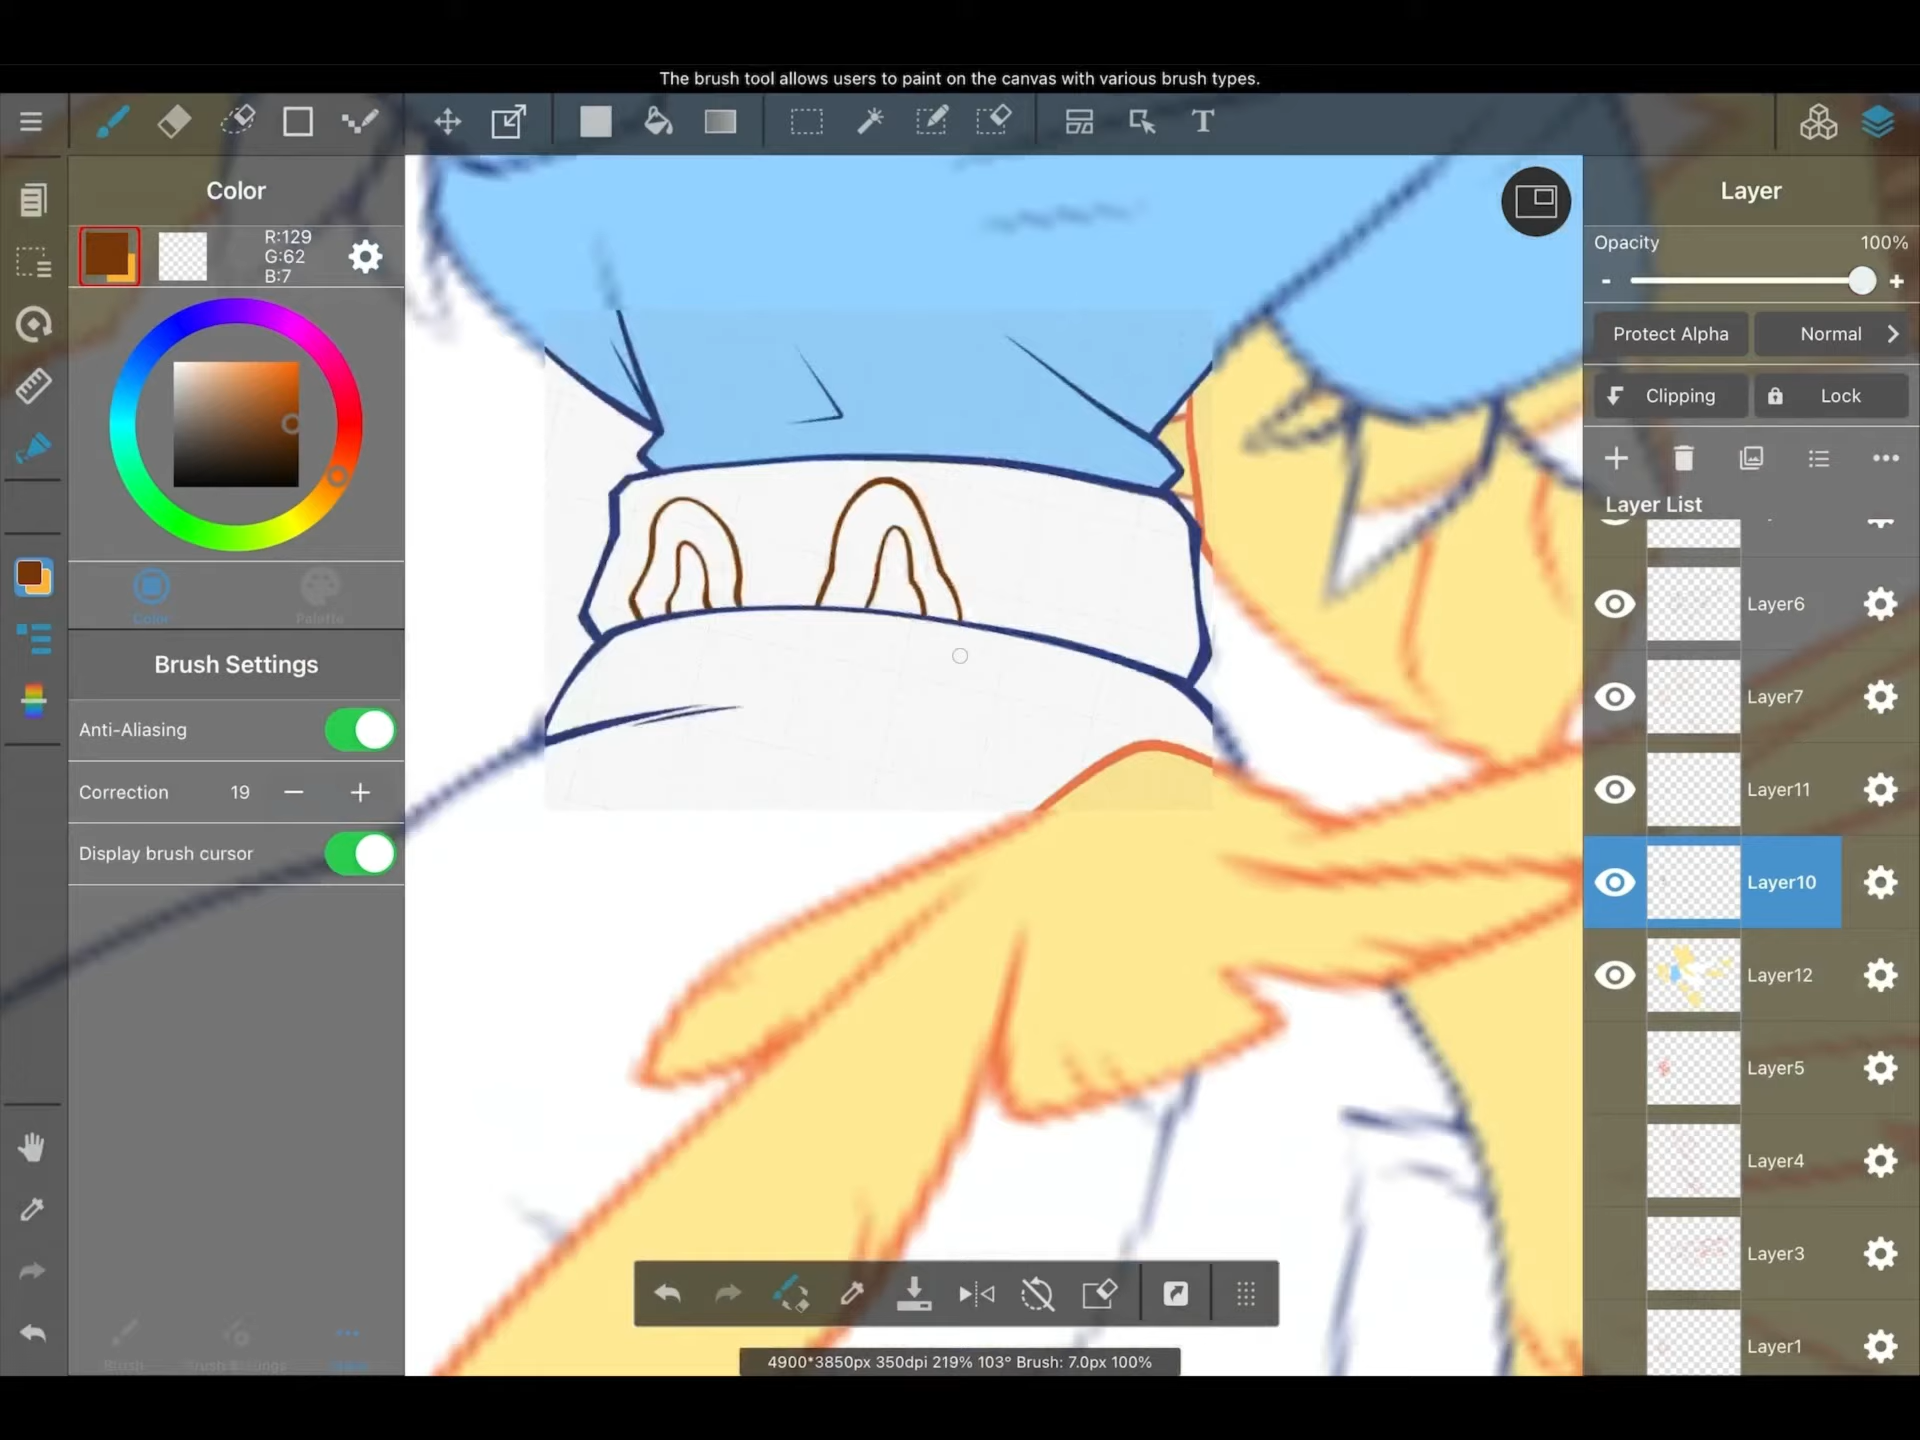 The brush tool allows users to paint on the canvas with various brush types.
T
Color
R:129
G:62
B:7
Color
Palette
Brush Settings
Anti-Aliasing
Correction 19 − +
Display brush cursor
Brush
Brush Settings
Layer
Opacity 100%
- +
Protect Alpha
Normal
Clipping
Lock
Layer List
Layer6
Layer7
Layer11
Layer10
Layer12
Layer5
Layer4
Layer3
Layer1
4900*3850px 350dpi 219% 103° Brush: 7.0px 100%